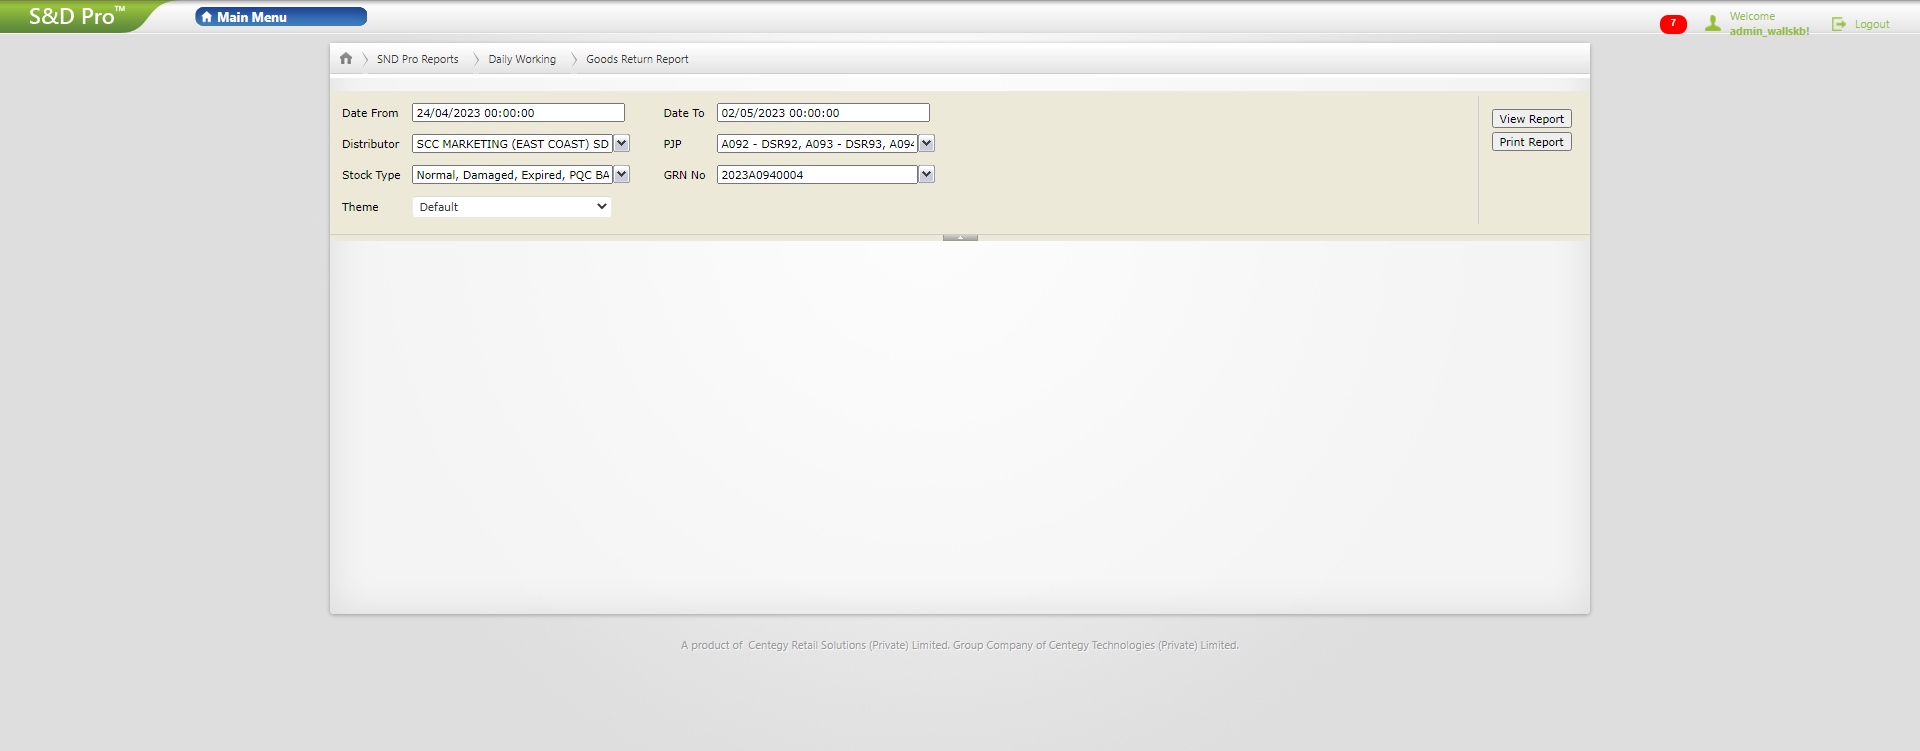 S&D Pro™
Main Menu
7
Welcome
admin_wallskb!
Logout
SND Pro Reports
Daily Working
Goods Return Report
Date From 24/04/2023 00:00:00 Date To 02/05/2023 00:00:00
View Report
Distributor SCC MARKETING (EAST COAST) SD PJP A092 - DSR92, A093 - DSR93, A094
Print Report
Stock Type Normal, Damaged, Expired, PQC BA GRN No 2023A0940004
Theme Default
A product of Centegy Retail Solutions (Private) Limited. Group Company of Centegy Technologies (Private) Limited.